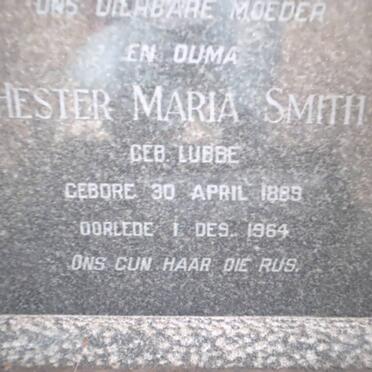 ONS DIERBARE MOEDER
EN OUMA
HESTER MARIA SMITH
GEB. LUBBE
GEBORE 30 APRIL 1889
OORLEDE 1 DES. 1964
ONS GUN HAAR DIE RUS.